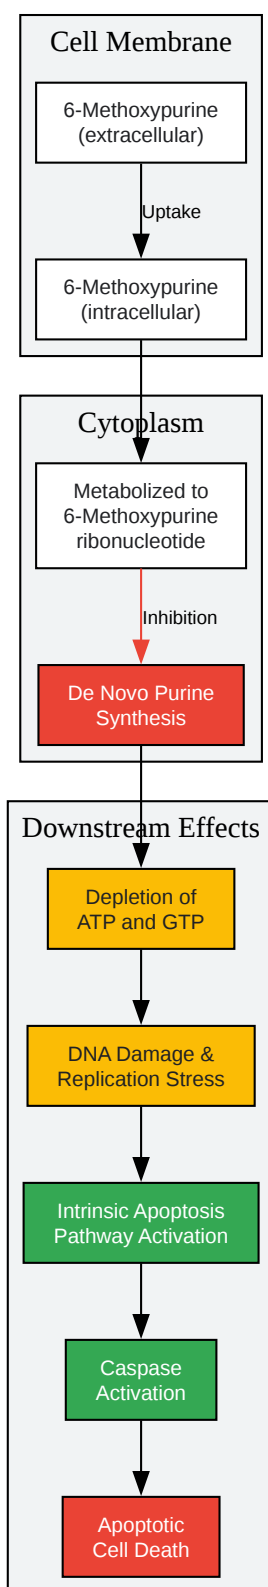 Cell Membrane
6-Methoxypurine
(extracellular)
Uptake
6-Methoxypurine
(intracellular)
Cytoplasm
Metabolized to
6-Methoxypurine
ribonucleotide
Inhibition
De Novo Purine
Synthesis
Downstream Effects
Depletion of
ATP and GTP
DNA Damage &
Replication Stress
Intrinsic Apoptosis
Pathway Activation
Caspase
Activation
Apoptotic
Cell Death